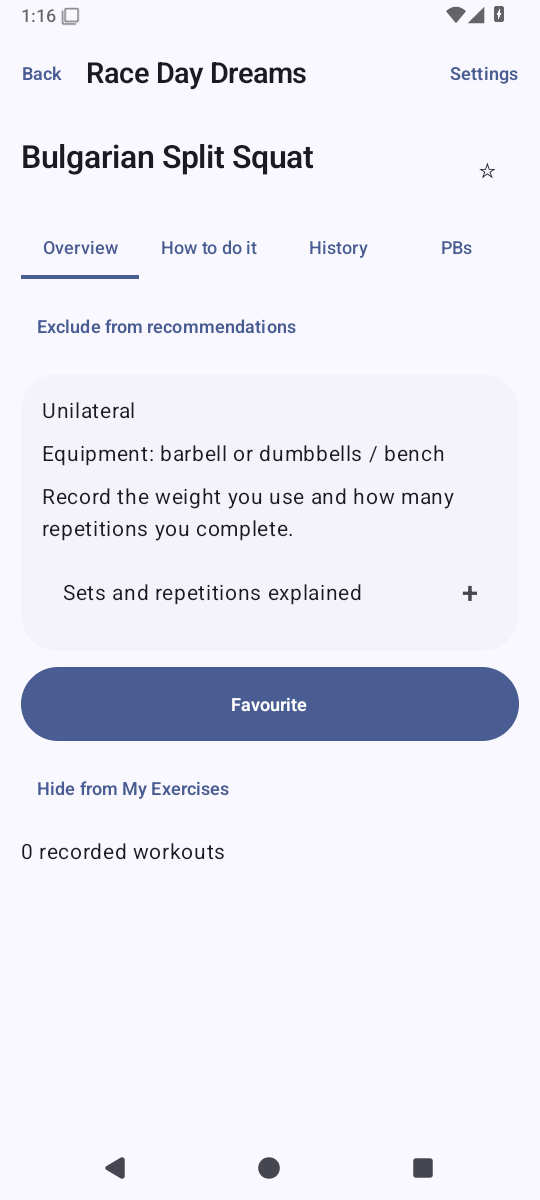 1:16
Back Race Day Dreams Settings
Bulgarian Split Squat
Overview How to do it History PBs
Exclude from recommendations
Unilateral
Equipment: barbell or dumbbells / bench
Record the weight you use and how many
repetitions you complete.
Sets and repetitions explained +
Favourite
Hide from My Exercises
0 recorded workouts